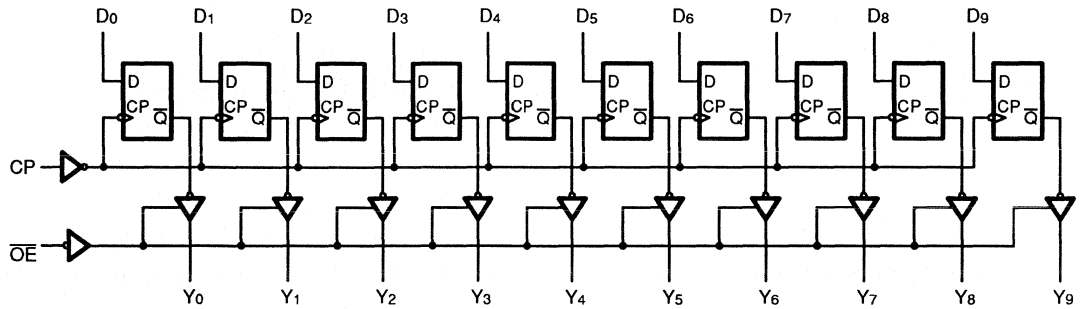 D0 D1 D2 D3 D4 D5 D6 D7 D8 D9
D D D D D D D D D D
CP Q̅ CP Q̅ CP Q̅ CP Q̅ CP Q̅ CP Q̅ CP Q̅ CP Q̅ CP Q̅ CP Q̅
CP
O̅E̅
Y0 Y1 Y2 Y3 Y4 Y5 Y6 Y7 Y8 Y9